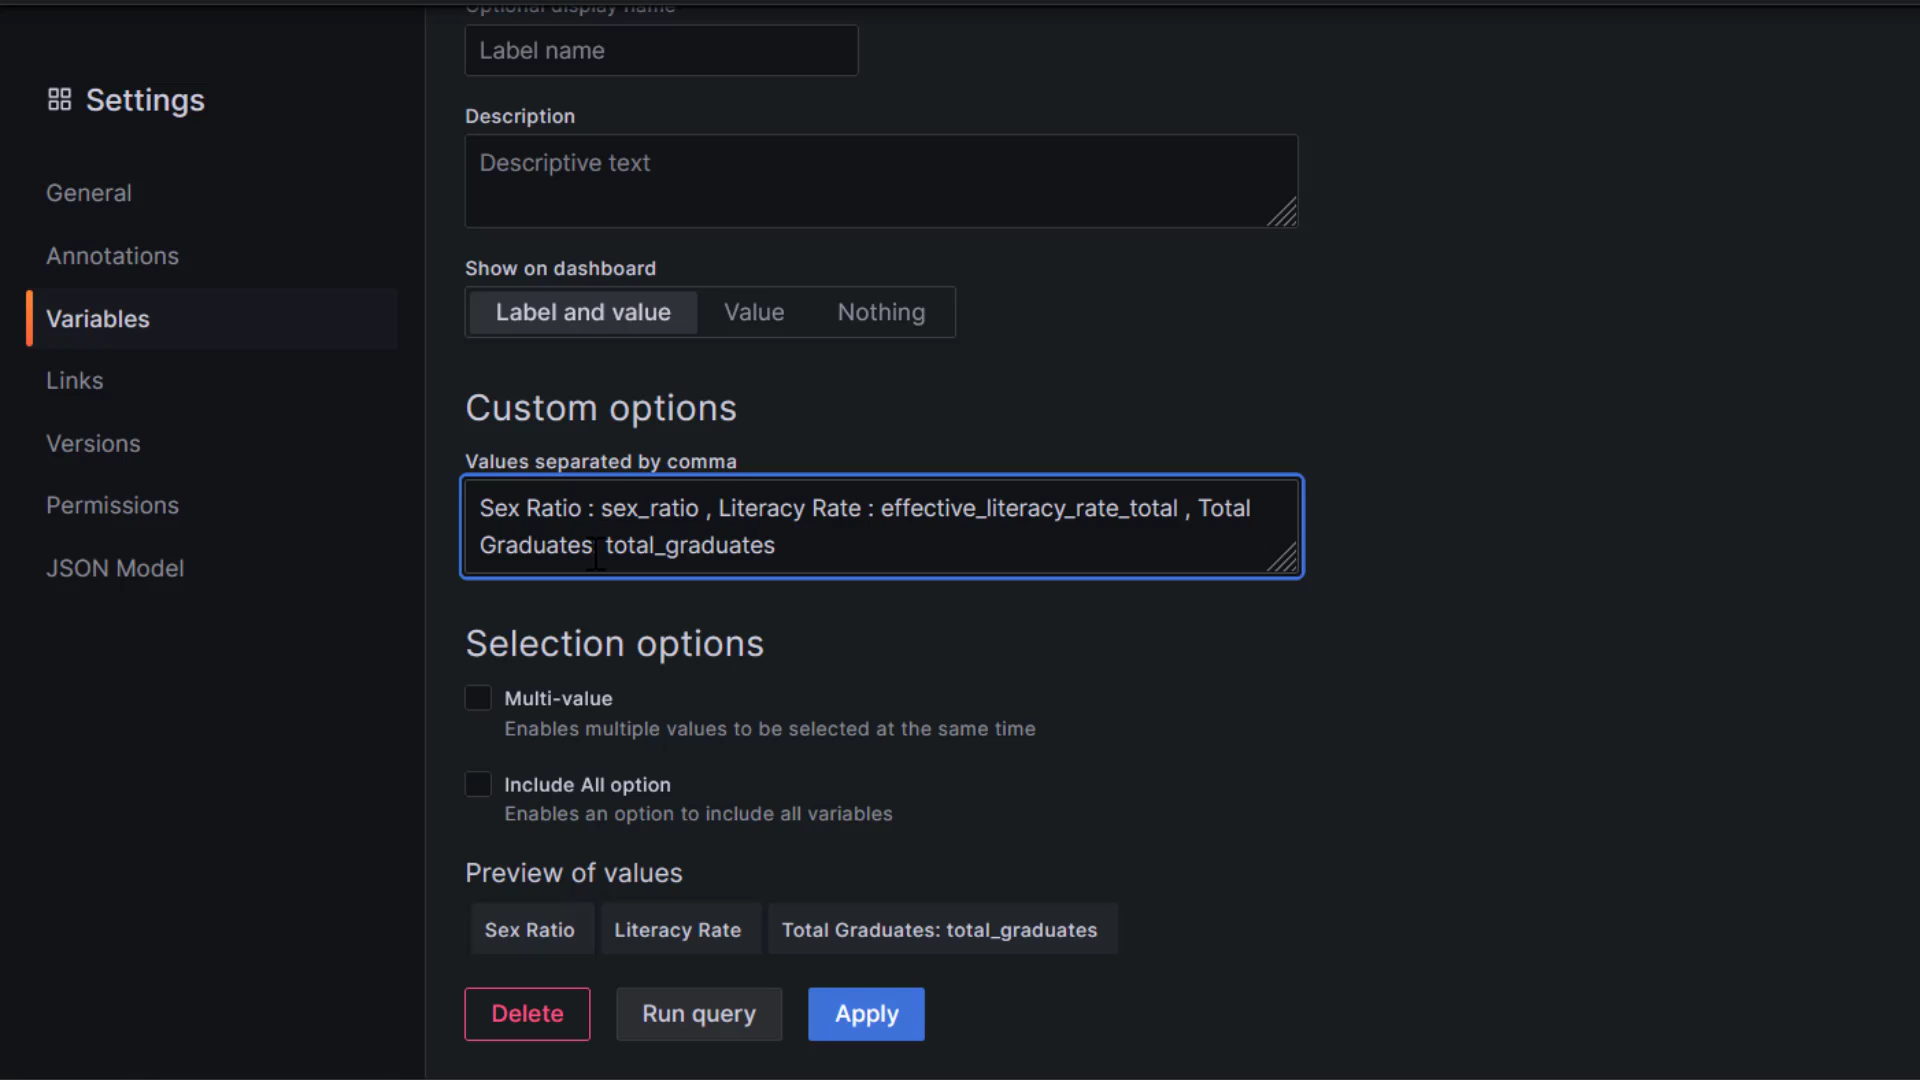 Optional display name
Label name
Settings
Description
Descriptive text
General
Annotations
Show on dashboard
Variables
Label and value
Value
Nothing
Links
Custom options
Versions
Values separated by comma
Permissions
Sex Ratio : sex_ratio , Literacy Rate : effective_literacy_rate_total , Total
Graduates total_graduates
JSON Model
Selection options
Multi-value
Enables multiple values to be selected at the same time
Include All option
Enables an option to include all variables
Preview of values
Sex Ratio
Literacy Rate
Total Graduates: total_graduates
Delete
Run query
Apply